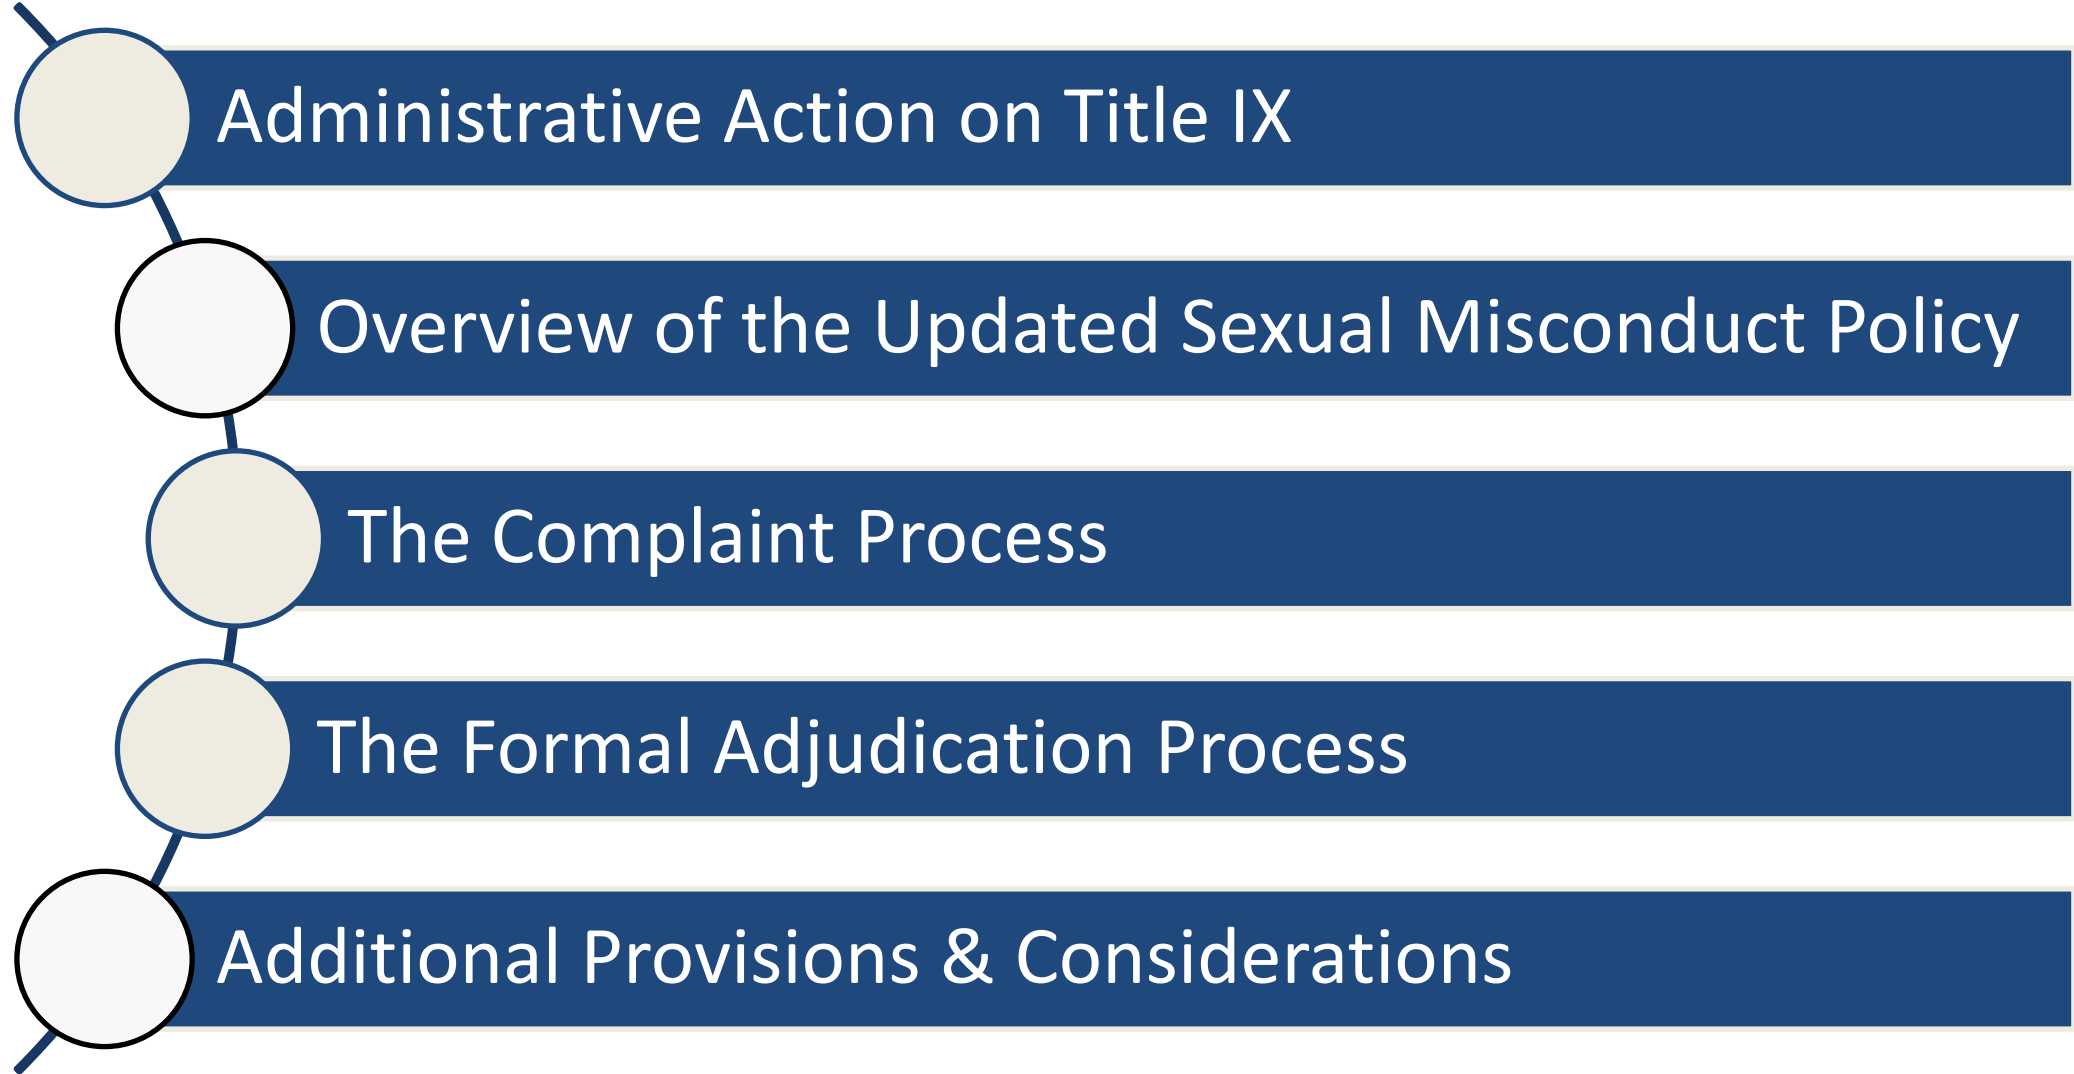 Administrative Action on Title IX
Overview of the Updated Sexual Misconduct Policy
The Complaint Process
The Formal Adjudication Process
Additional Provisions & Considerations